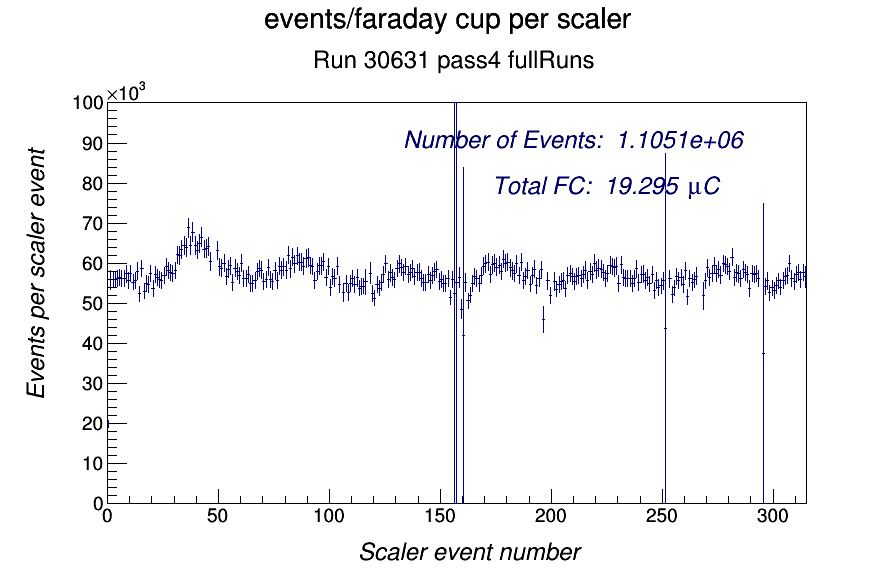 events/faraday cup per scaler
Run 30631 pass4 fullRuns
×10³
100
90
80
70
60
50
40
30
20
10
0
Number of Events: 1.1051e+06
Total FC: 19.295 μC
Events per scaler event
0 50 100 150 200 250 300
Scaler event number